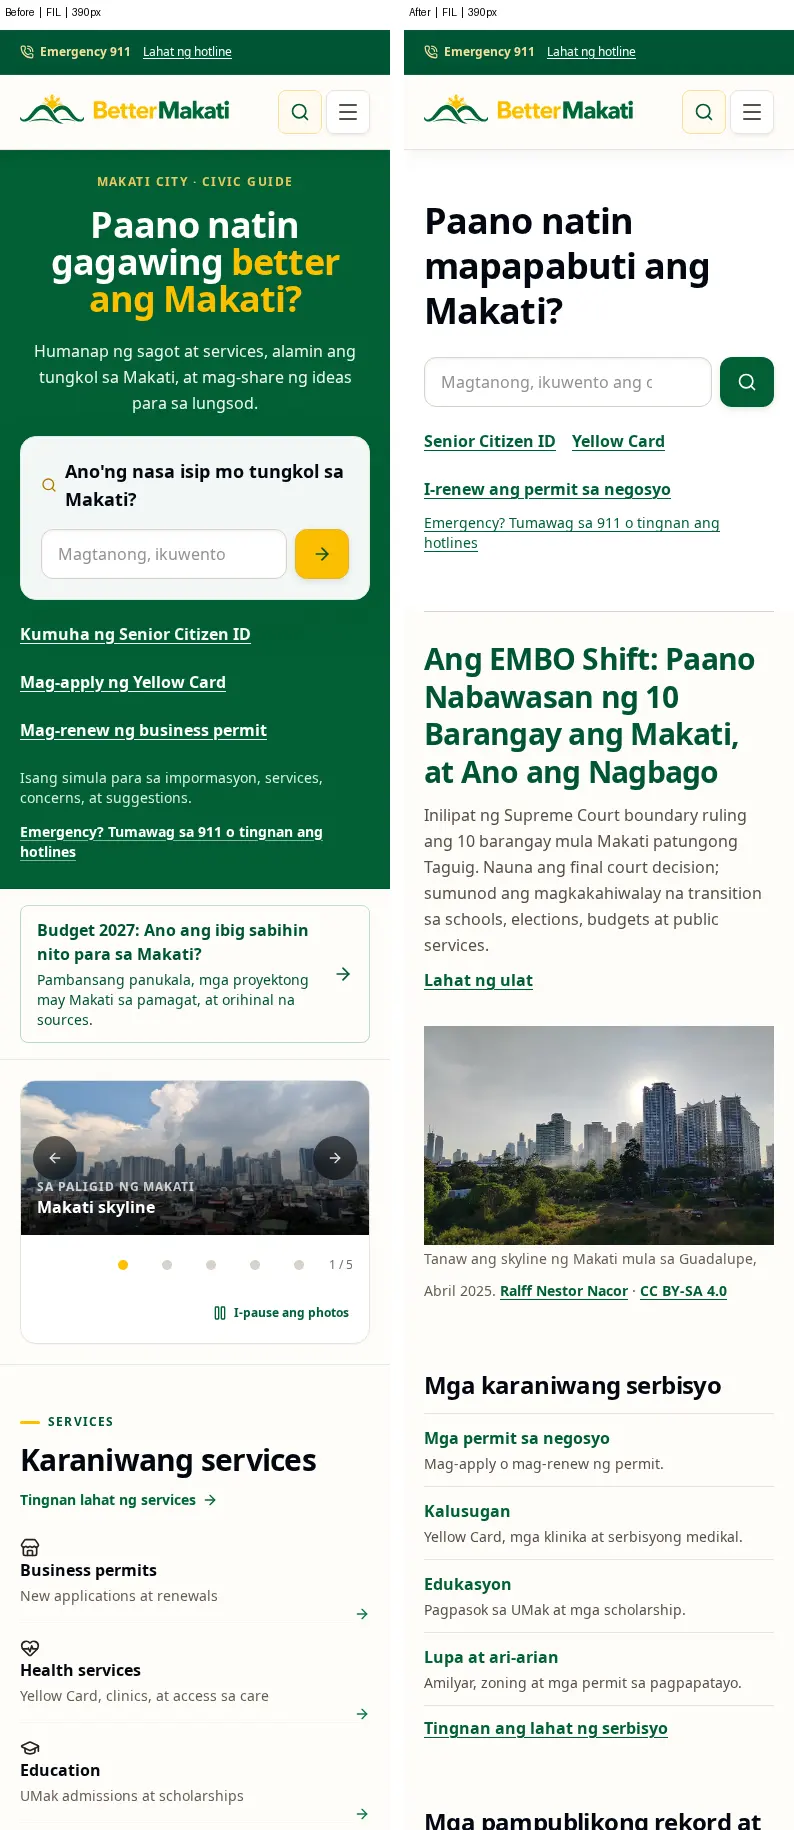 Before | FIL | 390px
Emergency 911 Lahat ng hotline
BetterMakati
MAKATI CITY · CIVIC GUIDE
Paano natin
gagawing better
ang Makati?
Humanap ng sagot at services, alamin ang
tungkol sa Makati, at mag-share ng ideas
para sa lungsod.
Ano'ng nasa isip mo tungkol sa
Makati?
Magtanong, ikuwento
Kumuha ng Senior Citizen ID
Mag-apply ng Yellow Card
Mag-renew ng business permit
Isang simula para sa impormasyon, services,
concerns, at suggestions.
Emergency? Tumawag sa 911 o tingnan ang
hotlines
Budget 2027: Ano ang ibig sabihin
nito para sa Makati?
Pambansang panukala, mga proyektong
may Makati sa pamagat, at orihinal na
sources.
SA PALIGID NG MAKATI
Makati skyline
1 / 5
I-pause ang photos
SERVICES
Karaniwang services
Tingnan lahat ng services
Business permits
New applications at renewals
Health services
Yellow Card, clinics, at access sa care
Education
UMak admissions at scholarships
After | FIL | 390px
Emergency 911 Lahat ng hotline
BetterMakati
Paano natin
mapapabuti ang
Makati?
Magtanong, ikuwento ang c
Senior Citizen ID Yellow Card
I-renew ang permit sa negosyo
Emergency? Tumawag sa 911 o tingnan ang
hotlines
Ang EMBO Shift: Paano
Nabawasan ng 10
Barangay ang Makati,
at Ano ang Nagbago
Inilipat ng Supreme Court boundary ruling
ang 10 barangay mula Makati patungong
Taguig. Nauna ang final court decision;
sumunod ang magkakahiwalay na transition
sa schools, elections, budgets at public
services.
Lahat ng ulat
Tanaw ang skyline ng Makati mula sa Guadalupe,
Abril 2025. Ralff Nestor Nacor · CC BY-SA 4.0
Mga karaniwang serbisyo
Mga permit sa negosyo
Mag-apply o mag-renew ng permit.
Kalusugan
Yellow Card, mga klinika at serbisyong medikal.
Edukasyon
Pagpasok sa UMak at mga scholarship.
Lupa at ari-arian
Amilyar, zoning at mga permit sa pagpapatayo.
Tingnan ang lahat ng serbisyo
Mga pampublikong rekord at